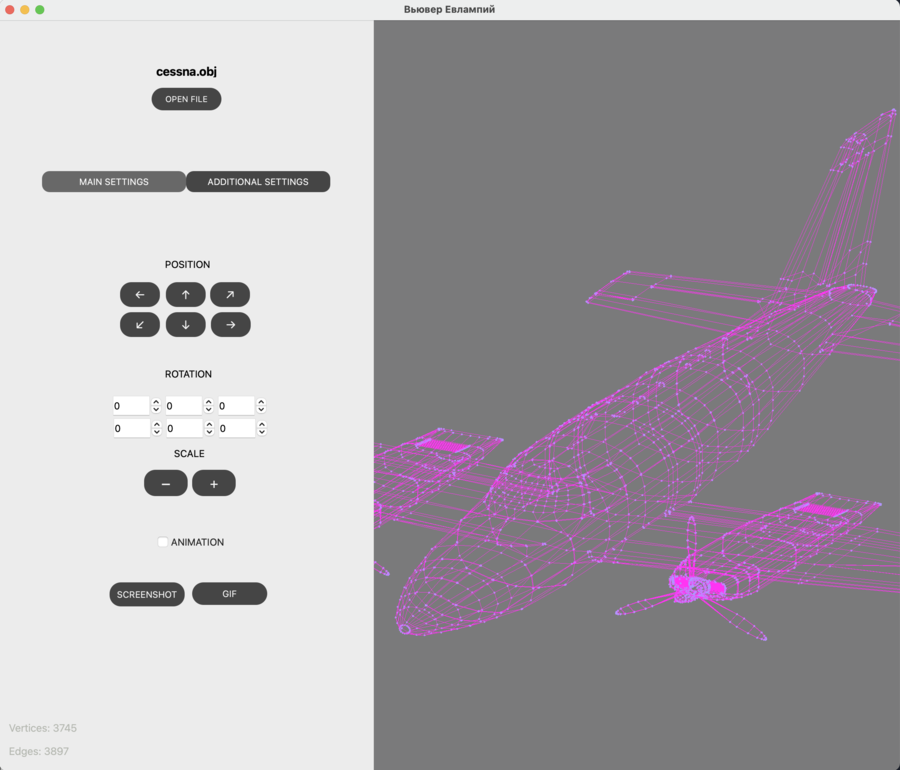 Вьювер Евлампий
cessna.obj
OPEN FILE
MAIN SETTINGS ADDITIONAL SETTINGS
POSITION
← ↑ ↗
↙ ↓ →
ROTATION
0 0 0
0 0 0
SCALE
− +
ANIMATION
SCREENSHOT GIF
Vertices: 3745
Edges: 3897